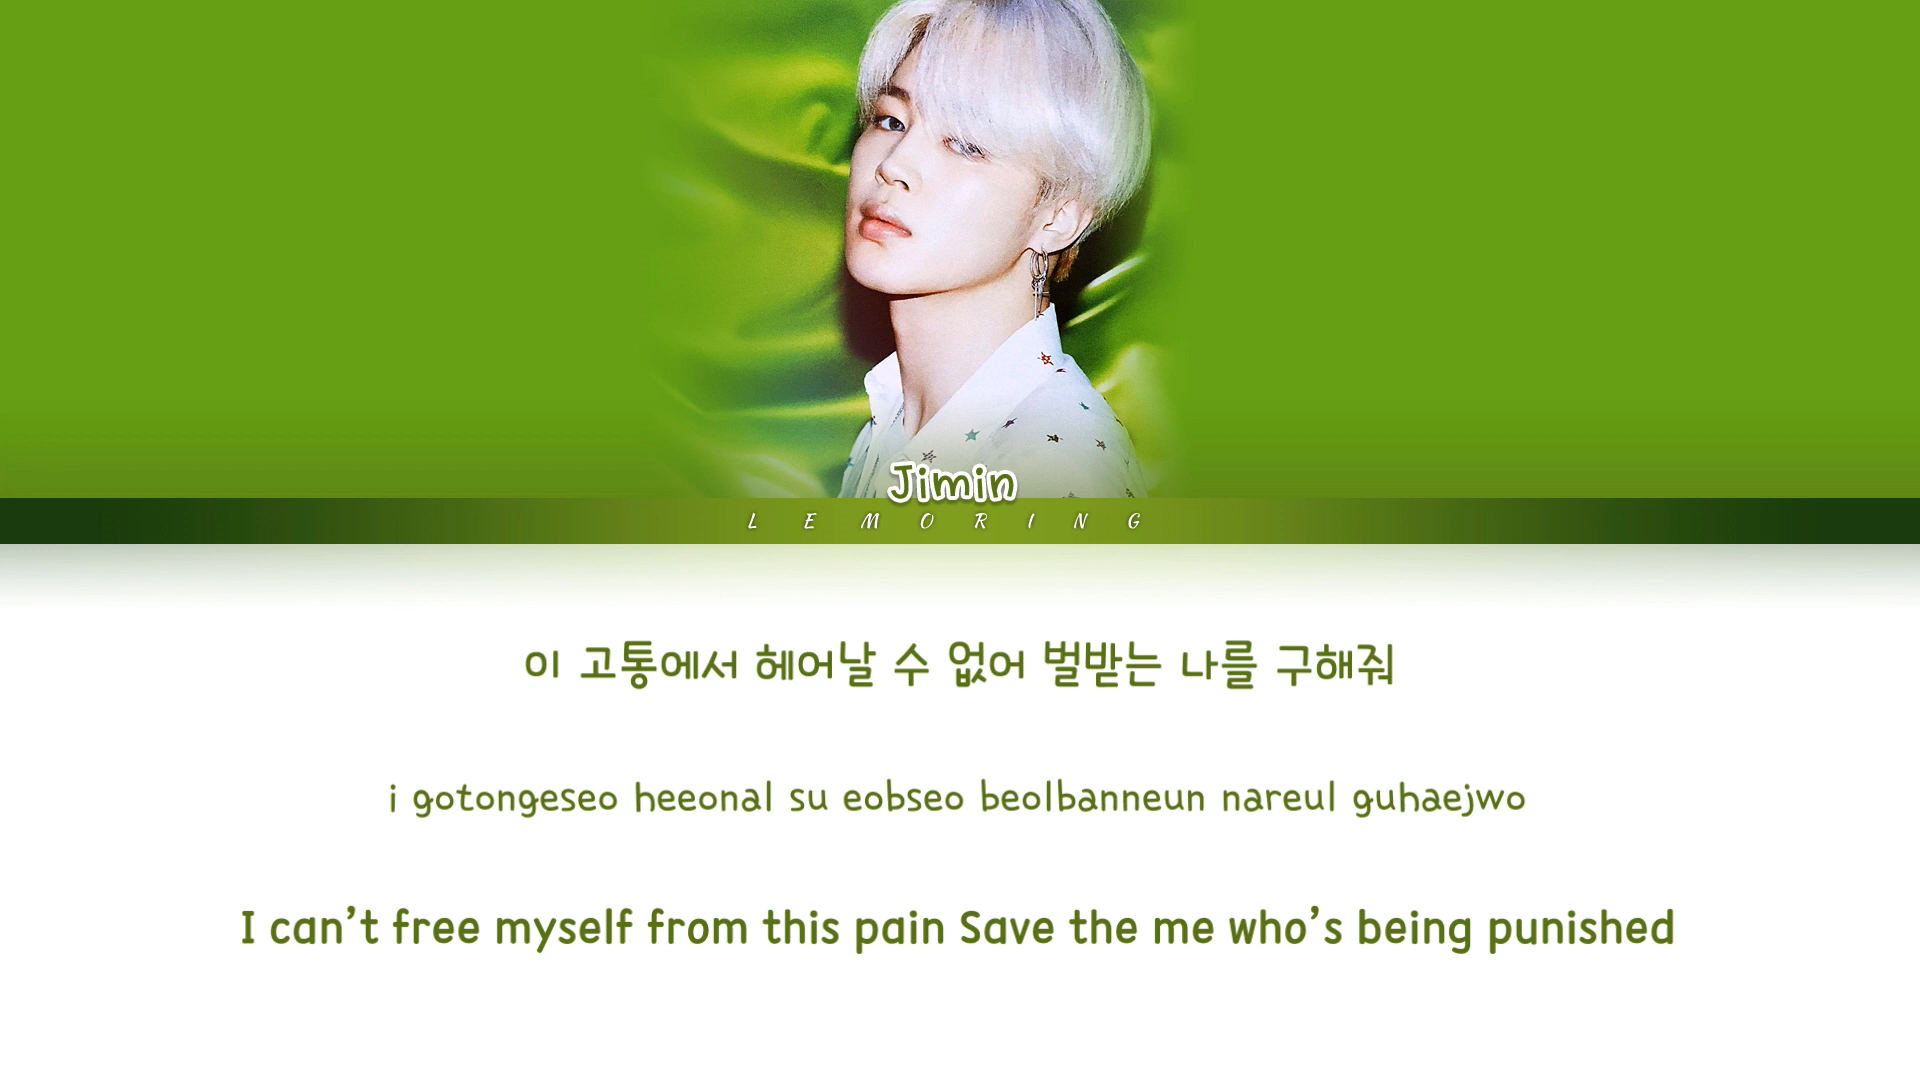 Jimin
LEMORING
이 고통에서 헤어날 수 없어 벌받는 나를 구해줘
i gotongeseo heeonal su eobseo beolbanneun nareul guhaejwo
I can’t free myself from this pain Save the me who’s being punished